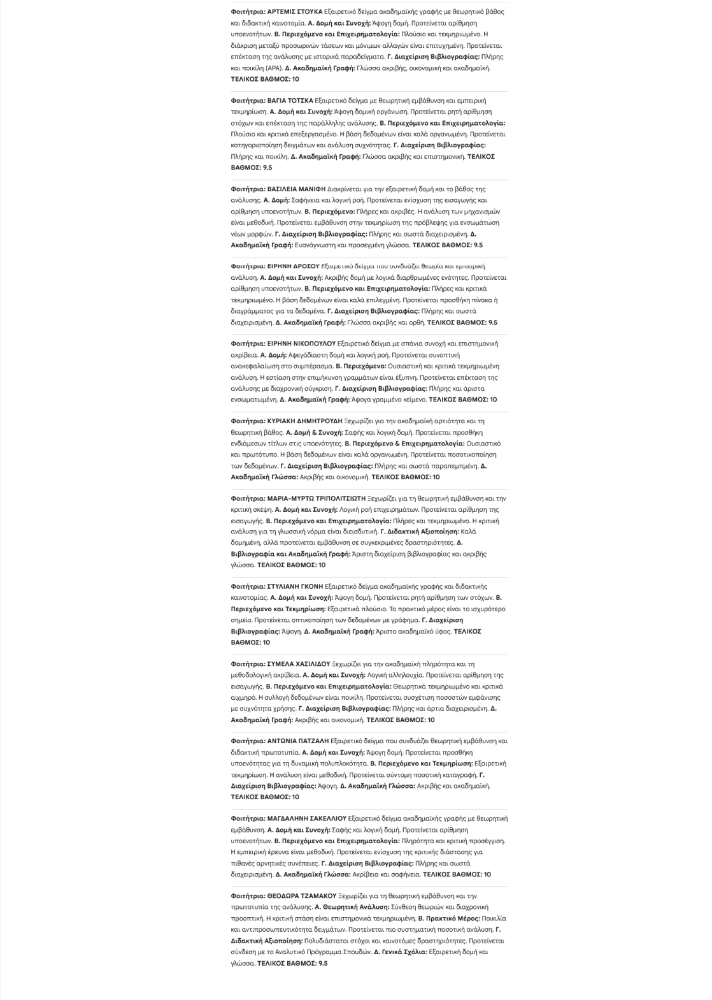 Φοιτήτρια: ΑΡΤΕΜΙΣ ΣΤΟΥΚΑ Εξαιρετικό δείγμα ακαδημαϊκής γραφής με θεωρητικό βάθος
και διδακτική καινοτομία. Α. Δομή και Συνοχή: Άψογη δομή. Προτείνεται αρίθμηση
υποενοτήτων. Β. Περιεχόμενο και Επιχειρηματολογία: Πλούσιο και τεκμηριωμένο. Η
διάκριση μεταξύ προσωρινών τάσεων και μόνιμων αλλαγών είναι επιτυχημένη. Προτείνεται
επέκταση της ανάλυσης με ιστορικά παραδείγματα. Γ. Διαχείριση Βιβλιογραφίας: Πλήρης
και ποικίλη (APA). Δ. Ακαδημαϊκή Γραφή: Γλώσσα ακριβής, οικονομική και ακαδημαϊκή.
ΤΕΛΙΚΟΣ ΒΑΘΜΟΣ: 10
Φοιτήτρια: ΒΑΓΙΑ ΤΟΤΣΚΑ Εξαιρετικό δείγμα με θεωρητική εμβάθυνση και εμπειρική
τεκμηρίωση. Α. Δομή και Συνοχή: Άψογη δομική οργάνωση. Προτείνεται ρητή αρίθμηση
στόχων και επέκταση της παράλληλης ανάλυσης. Β. Περιεχόμενο και Επιχειρηματολογία:
Πλούσιο και κριτικά επεξεργασμένο. Η βάση δεδομένων είναι καλά οργανωμένη. Προτείνεται
κατηγοριοποίηση δειγμάτων και ανάλυση συχνότητας. Γ. Διαχείριση Βιβλιογραφίας:
Πλήρης και ποικίλη. Δ. Ακαδημαϊκή Γραφή: Γλώσσα ακριβής και επιστημονική. ΤΕΛΙΚΟΣ
ΒΑΘΜΟΣ: 9.5
Φοιτήτρια: ΒΑΣΙΛΕΙΑ ΜΑΝΙΦΗ Διακρίνεται για την εξαιρετική δομή και το βάθος της
ανάλυσης. Α. Δομή: Σαφήνεια και λογική ροή. Προτείνεται ενίσχυση της εισαγωγής και
αρίθμηση υποενοτήτων. Β. Περιεχόμενο: Πλήρες και ακριβές. Η ανάλυση των μηχανισμών
είναι μεθοδική. Προτείνεται εμβάθυνση στην τεκμηρίωση της πρόβλεψης για ενσωμάτωση
νέων μορφών. Γ. Διαχείριση Βιβλιογραφίας: Πλήρης και σωστά διαχειρισμένη. Δ.
Ακαδημαϊκή Γραφή: Ευανάγνωστη και προσεγμένη γλώσσα. ΤΕΛΙΚΟΣ ΒΑΘΜΟΣ: 9.5
Φοιτήτρια: ΕΙΡΗΝΗ ΔΡΟΣΟΥ Εξαιρετικό δείγμα που συνδυάζει θεωρία και εμπειρική
ανάλυση. Α. Δομή και Συνοχή: Ακριβής δομή με λογικά διαρθρωμένες ενότητες. Προτείνεται
αρίθμηση υποενοτήτων. Β. Περιεχόμενο και Επιχειρηματολογία: Πλήρες και κριτικά
τεκμηριωμένο. Η βάση δεδομένων είναι καλά επιλεγμένη. Προτείνεται προσθήκη πίνακα ή
διαγράμματος για τα δεδομένα. Γ. Διαχείριση Βιβλιογραφίας: Πλήρης και σωστά
διαχειρισμένη. Δ. Ακαδημαϊκή Γραφή: Γλώσσα ακριβής και ορθή. ΤΕΛΙΚΟΣ ΒΑΘΜΟΣ: 9.5
Φοιτήτρια: ΕΙΡΗΝΗ ΝΙΚΟΠΟΥΛΟΥ Εξαιρετικό δείγμα με σπάνια συνοχή και επιστημονική
ακρίβεια. Α. Δομή: Αψεγάδιαστη δομή και λογική ροή. Προτείνεται συνοπτική
ανακεφαλαίωση στο συμπέρασμα. Β. Περιεχόμενο: Ουσιαστική και κριτικά τεκμηριωμένη
ανάλυση. Η εστίαση στην επιμήκυνση γραμμάτων είναι έξυπνη. Προτείνεται επέκταση της
ανάλυσης με διαχρονική σύγκριση. Γ. Διαχείριση Βιβλιογραφίας: Πλήρης και άριστα
ενσωματωμένη. Δ. Ακαδημαϊκή Γραφή: Άψογα γραμμένο κείμενο. ΤΕΛΙΚΟΣ ΒΑΘΜΟΣ: 10
Φοιτήτρια: ΚΥΡΙΑΚΗ ΔΗΜΗΤΡΟΥΔΗ Ξεχωρίζει για την ακαδημαϊκή αρτιότητα και τη
θεωρητική βάθος. Α. Δομή & Συνοχή: Σαφής και λογική δομή. Προτείνεται προσθήκη
ενδιάμεσων τίτλων στις υποενότητες. Β. Περιεχόμενο & Επιχειρηματολογία: Ουσιαστικό
και πρωτότυπο. Η βάση δεδομένων είναι καλά οργανωμένη. Προτείνεται ποσοτικοποίηση
των δεδομένων. Γ. Διαχείριση Βιβλιογραφίας: Πλήρης και σωστά παραπεμπμένη. Δ.
Ακαδημαϊκή Γλώσσα: Ακριβής και οικονομική. ΤΕΛΙΚΟΣ ΒΑΘΜΟΣ: 10
Φοιτήτρια: ΜΑΡΙΑ-ΜΥΡΤΩ ΤΡΙΠΟΛΙΤΣΙΩΤΗ Ξεχωρίζει για τη θεωρητική εμβάθυνση και την
κριτική σκέψη. Α. Δομή και Συνοχή: Λογική ροή επιχειρημάτων. Προτείνεται αρίθμηση της
εισαγωγής. Β. Περιεχόμενο και Επιχειρηματολογία: Πλήρες και τεκμηριωμένο. Η κριτική
ανάλυση για τη γλωσσική νόρμα είναι διεισδυτική. Γ. Διδακτική Αξιοποίηση: Καλά
δομημένη, αλλά προτείνεται εμβάθυνση σε συγκεκριμένες δραστηριότητες. Δ.
Βιβλιογραφία και Ακαδημαϊκή Γραφή: Άριστη διαχείριση βιβλιογραφίας και ακριβής
γλώσσα. ΤΕΛΙΚΟΣ ΒΑΘΜΟΣ: 10
Φοιτήτρια: ΣΤΥΛΙΑΝΗ ΓΚΟΝΗ Εξαιρετικό δείγμα ακαδημαϊκής γραφής και διδακτικής
καινοτομίας. Α. Δομή και Συνοχή: Άψογη δομή. Προτείνεται ρητή αρίθμηση των στόχων. Β.
Περιεχόμενο και Τεκμηρίωση: Εξαιρετικά πλούσιο. Το πρακτικό μέρος είναι το ισχυρότερο
σημείο. Προτείνεται οπτικοποίηση των δεδομένων με γράφημα. Γ. Διαχείριση
Βιβλιογραφίας: Άψογη. Δ. Ακαδημαϊκή Γραφή: Άριστο ακαδημαϊκό ύφος. ΤΕΛΙΚΟΣ
ΒΑΘΜΟΣ: 10
Φοιτήτρια: ΣΥΜΕΛΑ ΧΑΣΙΛΙΔΟΥ Ξεχωρίζει για την ακαδημαϊκή πληρότητα και τη
μεθοδολογική ακρίβεια. Α. Δομή και Συνοχή: Λογική αλληλουχία. Προτείνεται αρίθμηση της
εισαγωγής. Β. Περιεχόμενο και Επιχειρηματολογία: Θεωρητικά τεκμηριωμένο και κριτικά
αιχμηρό. Η συλλογή δεδομένων είναι ποικίλη. Προτείνεται συσχέτιση ποσοστών εμφάνισης
με συχνότητα χρήσης. Γ. Διαχείριση Βιβλιογραφίας: Πλήρης και άρτια διαχειρισμένη. Δ.
Ακαδημαϊκή Γραφή: Ακριβής και οικονομική. ΤΕΛΙΚΟΣ ΒΑΘΜΟΣ: 10
Φοιτήτρια: ΑΝΤΩΝΙΑ ΠΑΤΖΑΛΗ Εξαιρετικό δείγμα που συνδυάζει θεωρητική εμβάθυνση και
διδακτική πρωτοτυπία. Α. Δομή και Συνοχή: Άψογη δομή. Προτείνεται προσθήκη
υποενότητας για τη δυναμική πολυπλοκότητα. Β. Περιεχόμενο και Τεκμηρίωση: Εξαιρετική
τεκμηρίωση. Η ανάλυση είναι μεθοδική. Προτείνεται σύντομη ποσοτική καταγραφή. Γ.
Διαχείριση Βιβλιογραφίας: Άψογη. Δ. Ακαδημαϊκή Γλώσσα: Ακριβής και ακαδημαϊκή.
ΤΕΛΙΚΟΣ ΒΑΘΜΟΣ: 10
Φοιτήτρια: ΜΑΓΔΑΛΗΝΗ ΣΑΚΕΛΛΙΟΥ Εξαιρετικό δείγμα ακαδημαϊκής γραφής με θεωρητική
εμβάθυνση. Α. Δομή και Συνοχή: Σαφής και λογική δομή. Προτείνεται αρίθμηση
υποενοτήτων. Β. Περιεχόμενο και Επιχειρηματολογία: Πληρότητα και κριτική προσέγγιση.
Η εμπειρική έρευνα είναι μεθοδική. Προτείνεται ενίσχυση της κριτικής διάστασης για
πιθανές αρνητικές συνέπειες. Γ. Διαχείριση Βιβλιογραφίας: Πλήρης και σωστά
διαχειρισμένη. Δ. Ακαδημαϊκή Γλώσσα: Ακρίβεια και σαφήνεια. ΤΕΛΙΚΟΣ ΒΑΘΜΟΣ: 10
Φοιτήτρια: ΘΕΟΔΩΡΑ ΤΖΑΜΑΚΟΥ Ξεχωρίζει για τη θεωρητική εμβάθυνση και την
πρωτοτυπία της ανάλυσης. Α. Θεωρητική Ανάλυση: Σύνθεση θεωριών και διαχρονική
προοπτική. Η κριτική στάση είναι επιστημονικά τεκμηριωμένη. Β. Πρακτικό Μέρος: Ποικιλία
και αντιπροσωπευτικότητα δειγμάτων. Προτείνεται πιο συστηματική ποσοτική ανάλυση. Γ.
Διδακτική Αξιοποίηση: Πολυδιάστατοι στόχοι και καινοτόμες δραστηριότητες. Προτείνεται
σύνδεση με το Αναλυτικό Πρόγραμμα Σπουδών. Δ. Γενικά Σχόλια: Εξαιρετική δομή και
γλώσσα. ΤΕΛΙΚΟΣ ΒΑΘΜΟΣ: 9.5